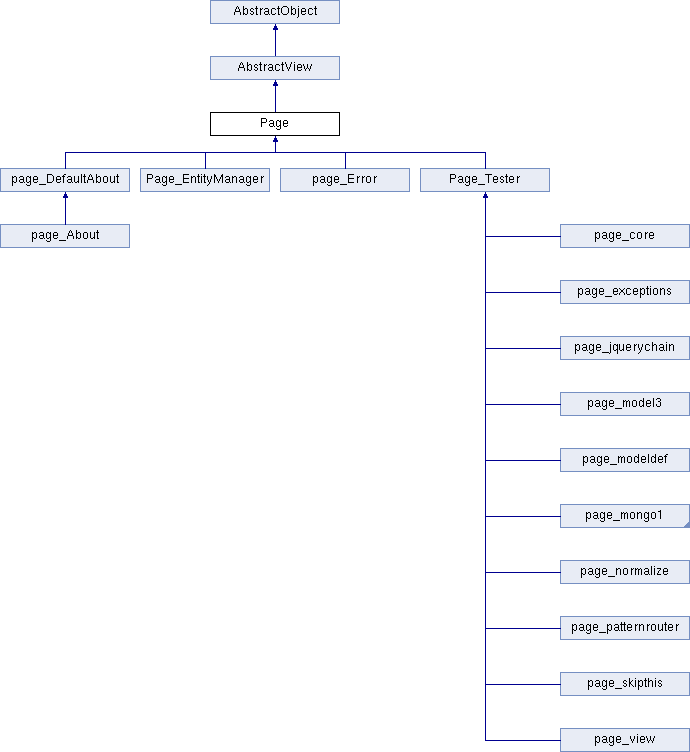 AbstractObject
AbstractView
Page
page_DefaultAbout
Page_EntityManager
page_Error
Page_Tester
page_About
page_core
page_exceptions
page_jquerychain
page_model3
page_modeldef
page_mongo1
page_normalize
page_patternrouter
page_skipthis
page_view